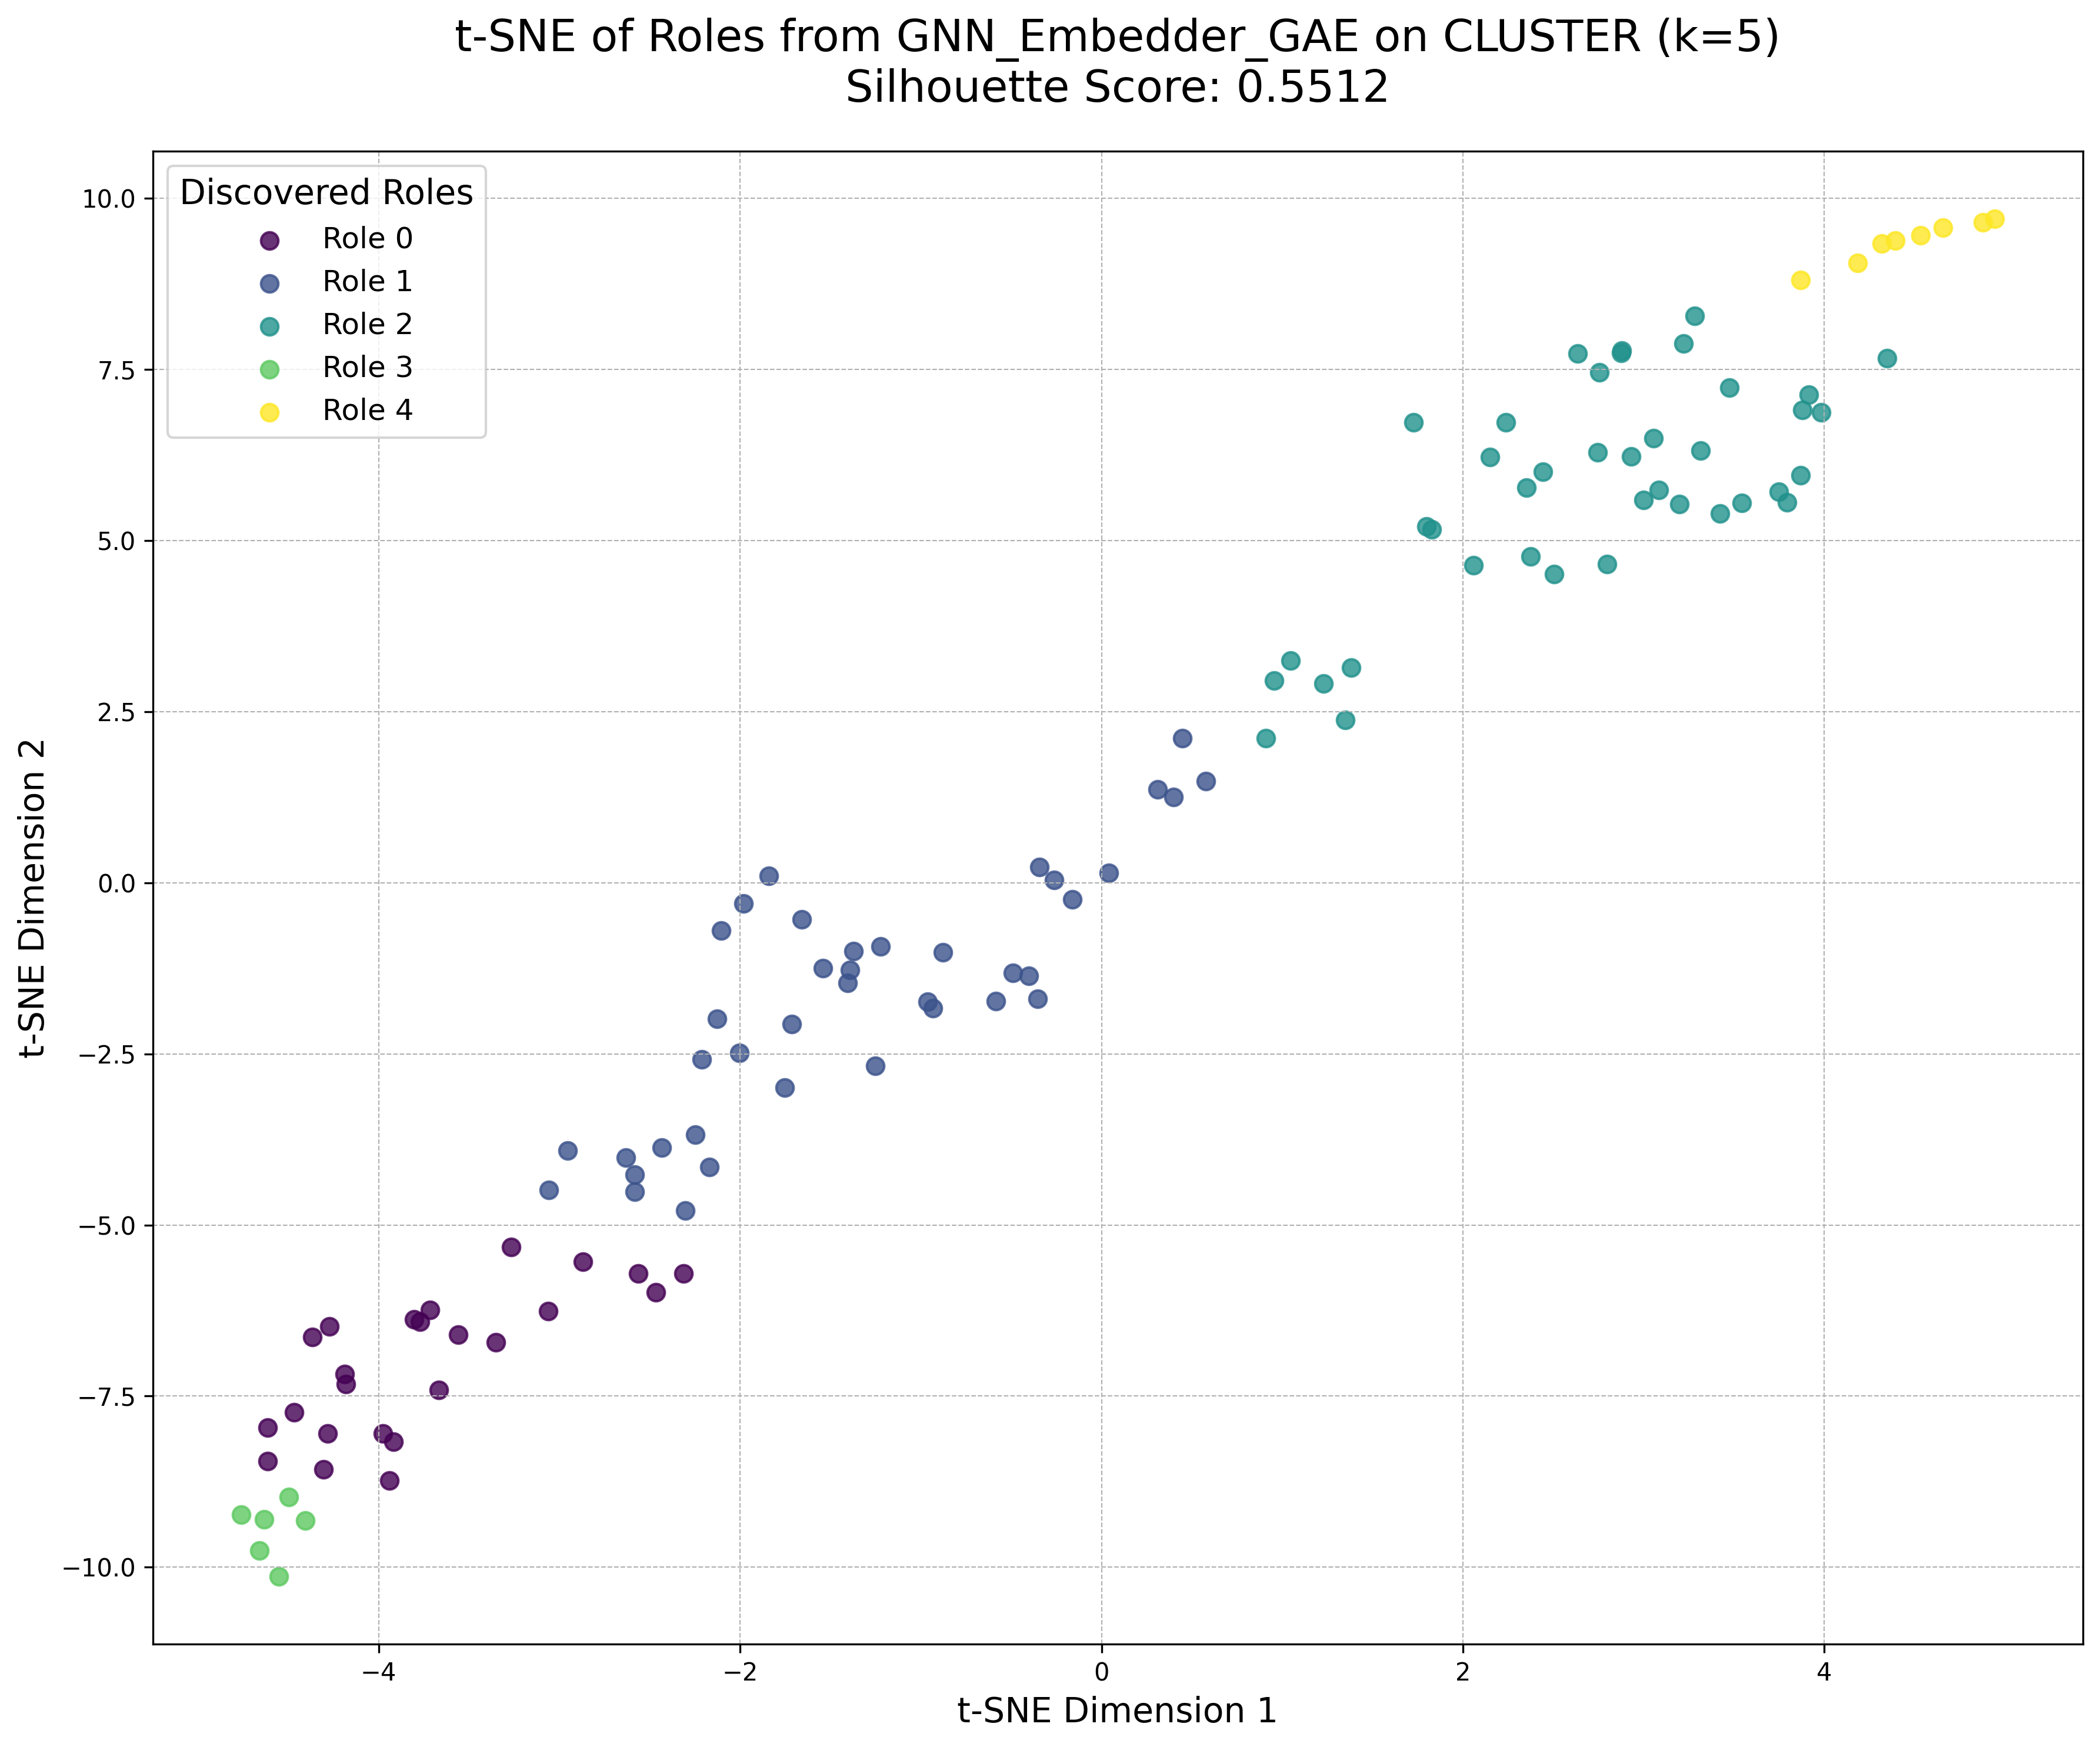 t-SNE of Roles from GNN_Embedder_GAE on CLUSTER (k=5)
Silhouette Score: 0.5512
Discovered Roles
Role 0
Role 1
Role 2
Role 3
Role 4
t-SNE Dimension 2
10.0
7.5
5.0
2.5
0.0
−2.5
−5.0
−7.5
−10.0
−4
−2
0
2
4
t-SNE Dimension 1